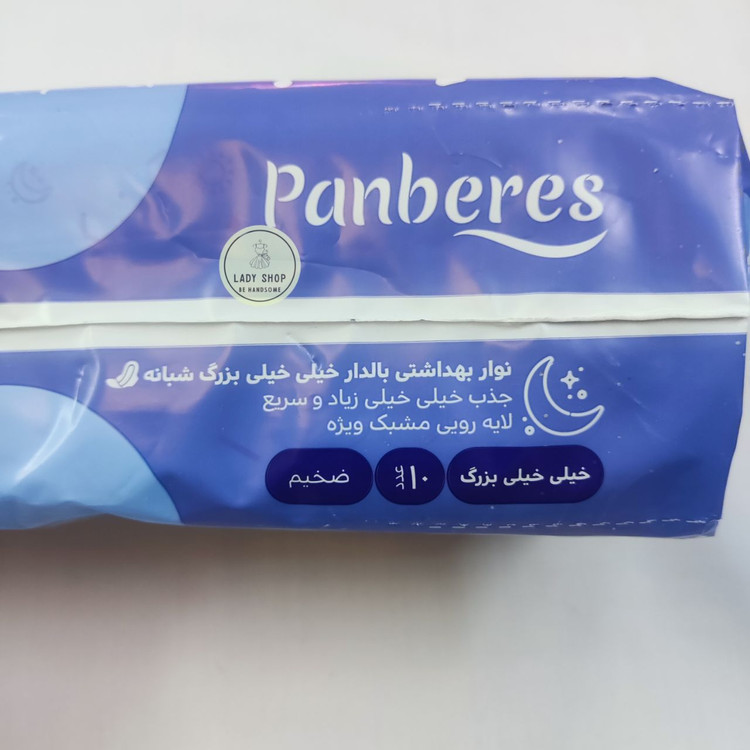 Panberes
LADY SHOP
BE HANDSOME
نوار بهداشتی بالدار خیلی خیلی بزرگ شبانه
جذب خیلی خیلی زیاد و سریع
لایه رویی مشبک ویژه
خیلی خیلی بزرگ
۱۰ عدد
ضخیم